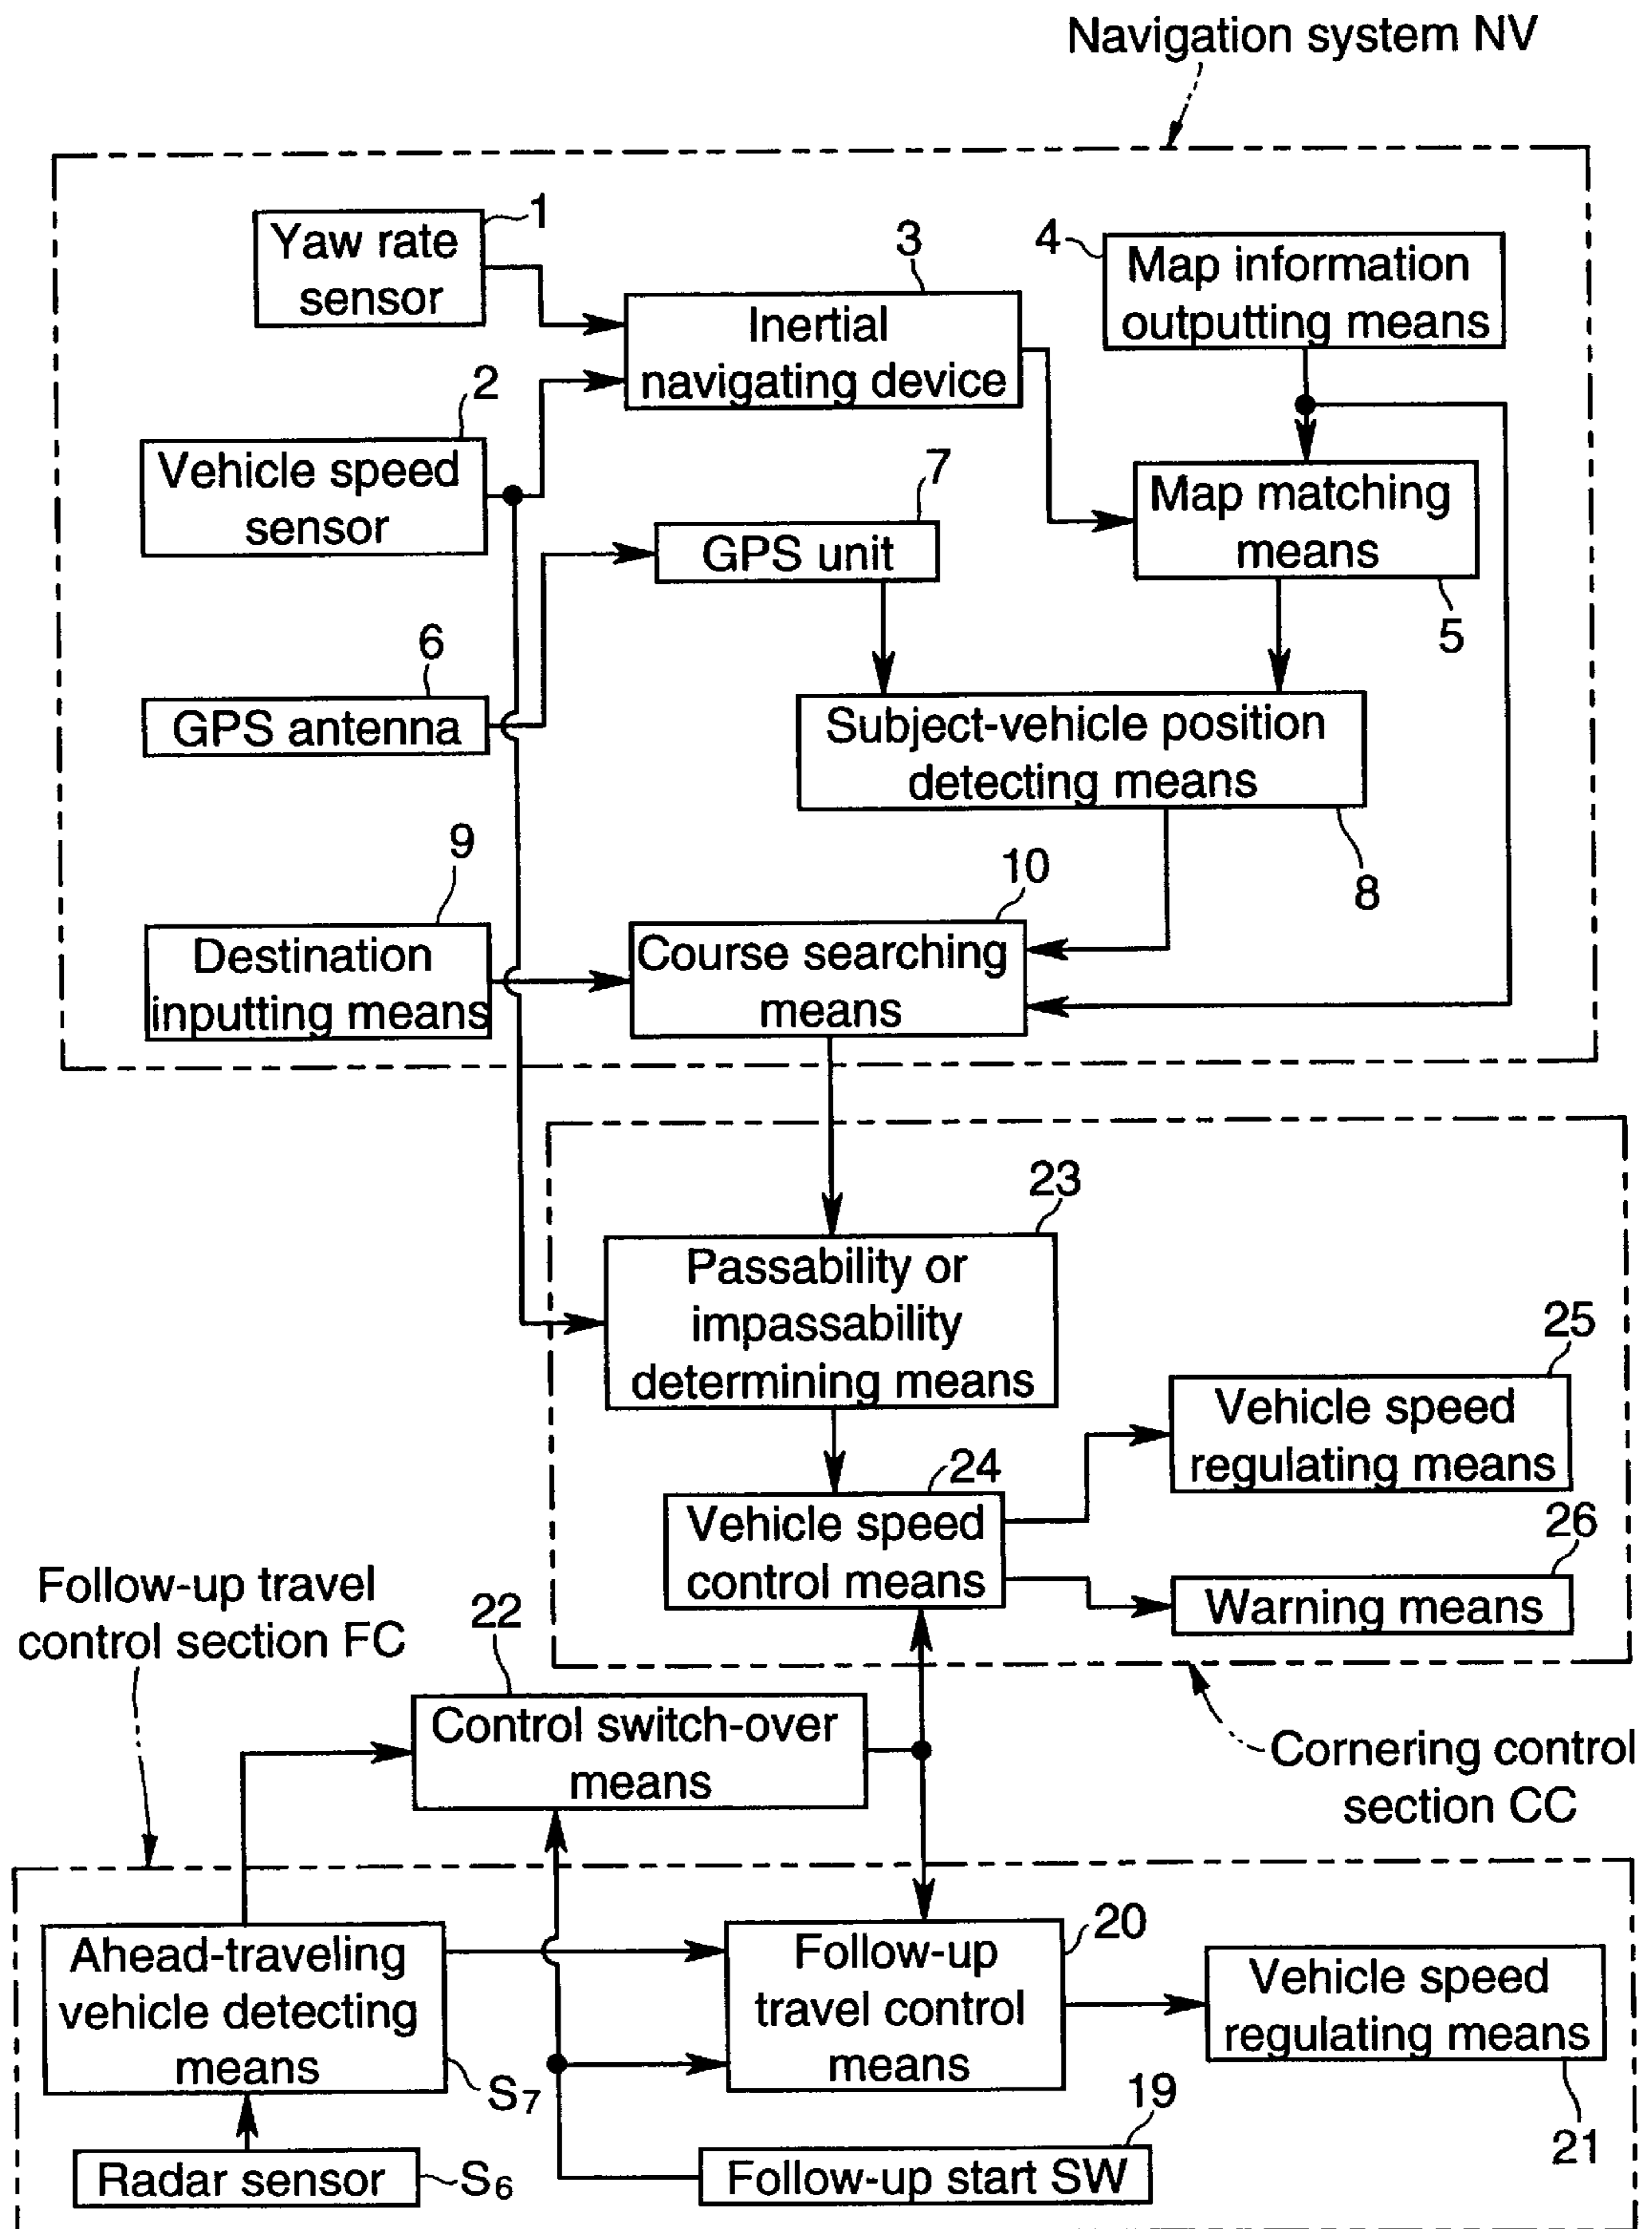 Navigation system NV
1
Yaw rate
sensor
3
Inertial
navigating device
4
Map information
outputting means
2
Vehicle speed
sensor
7
GPS unit
Map matching
means
5
6
GPS antenna
Subject-vehicle position
detecting means
8
9
Destination
inputting means
10
Course searching
means
23
Passability or
impassability
determining means
25
Vehicle speed
regulating means
24
Vehicle speed
control means
26
Warning means
Follow-up travel
control section FC
22
Control switch-over
means
Cornering control
section CC
Ahead-traveling
vehicle detecting
means
S7
20
Follow-up
travel control
means
Vehicle speed
regulating means
21
Radar sensor
S6
19
Follow-up start SW